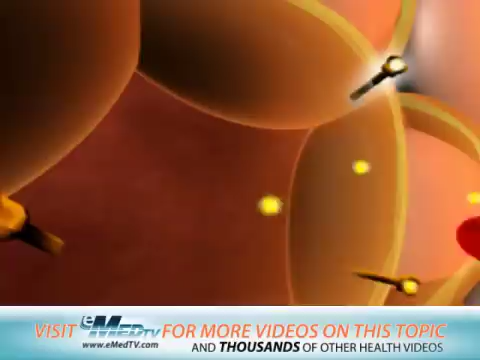 VISIT eMEDTV FOR MORE VIDEOS ON THIS TOPIC
www.eMedTV.com AND THOUSANDS OF OTHER HEALTH VIDEOS